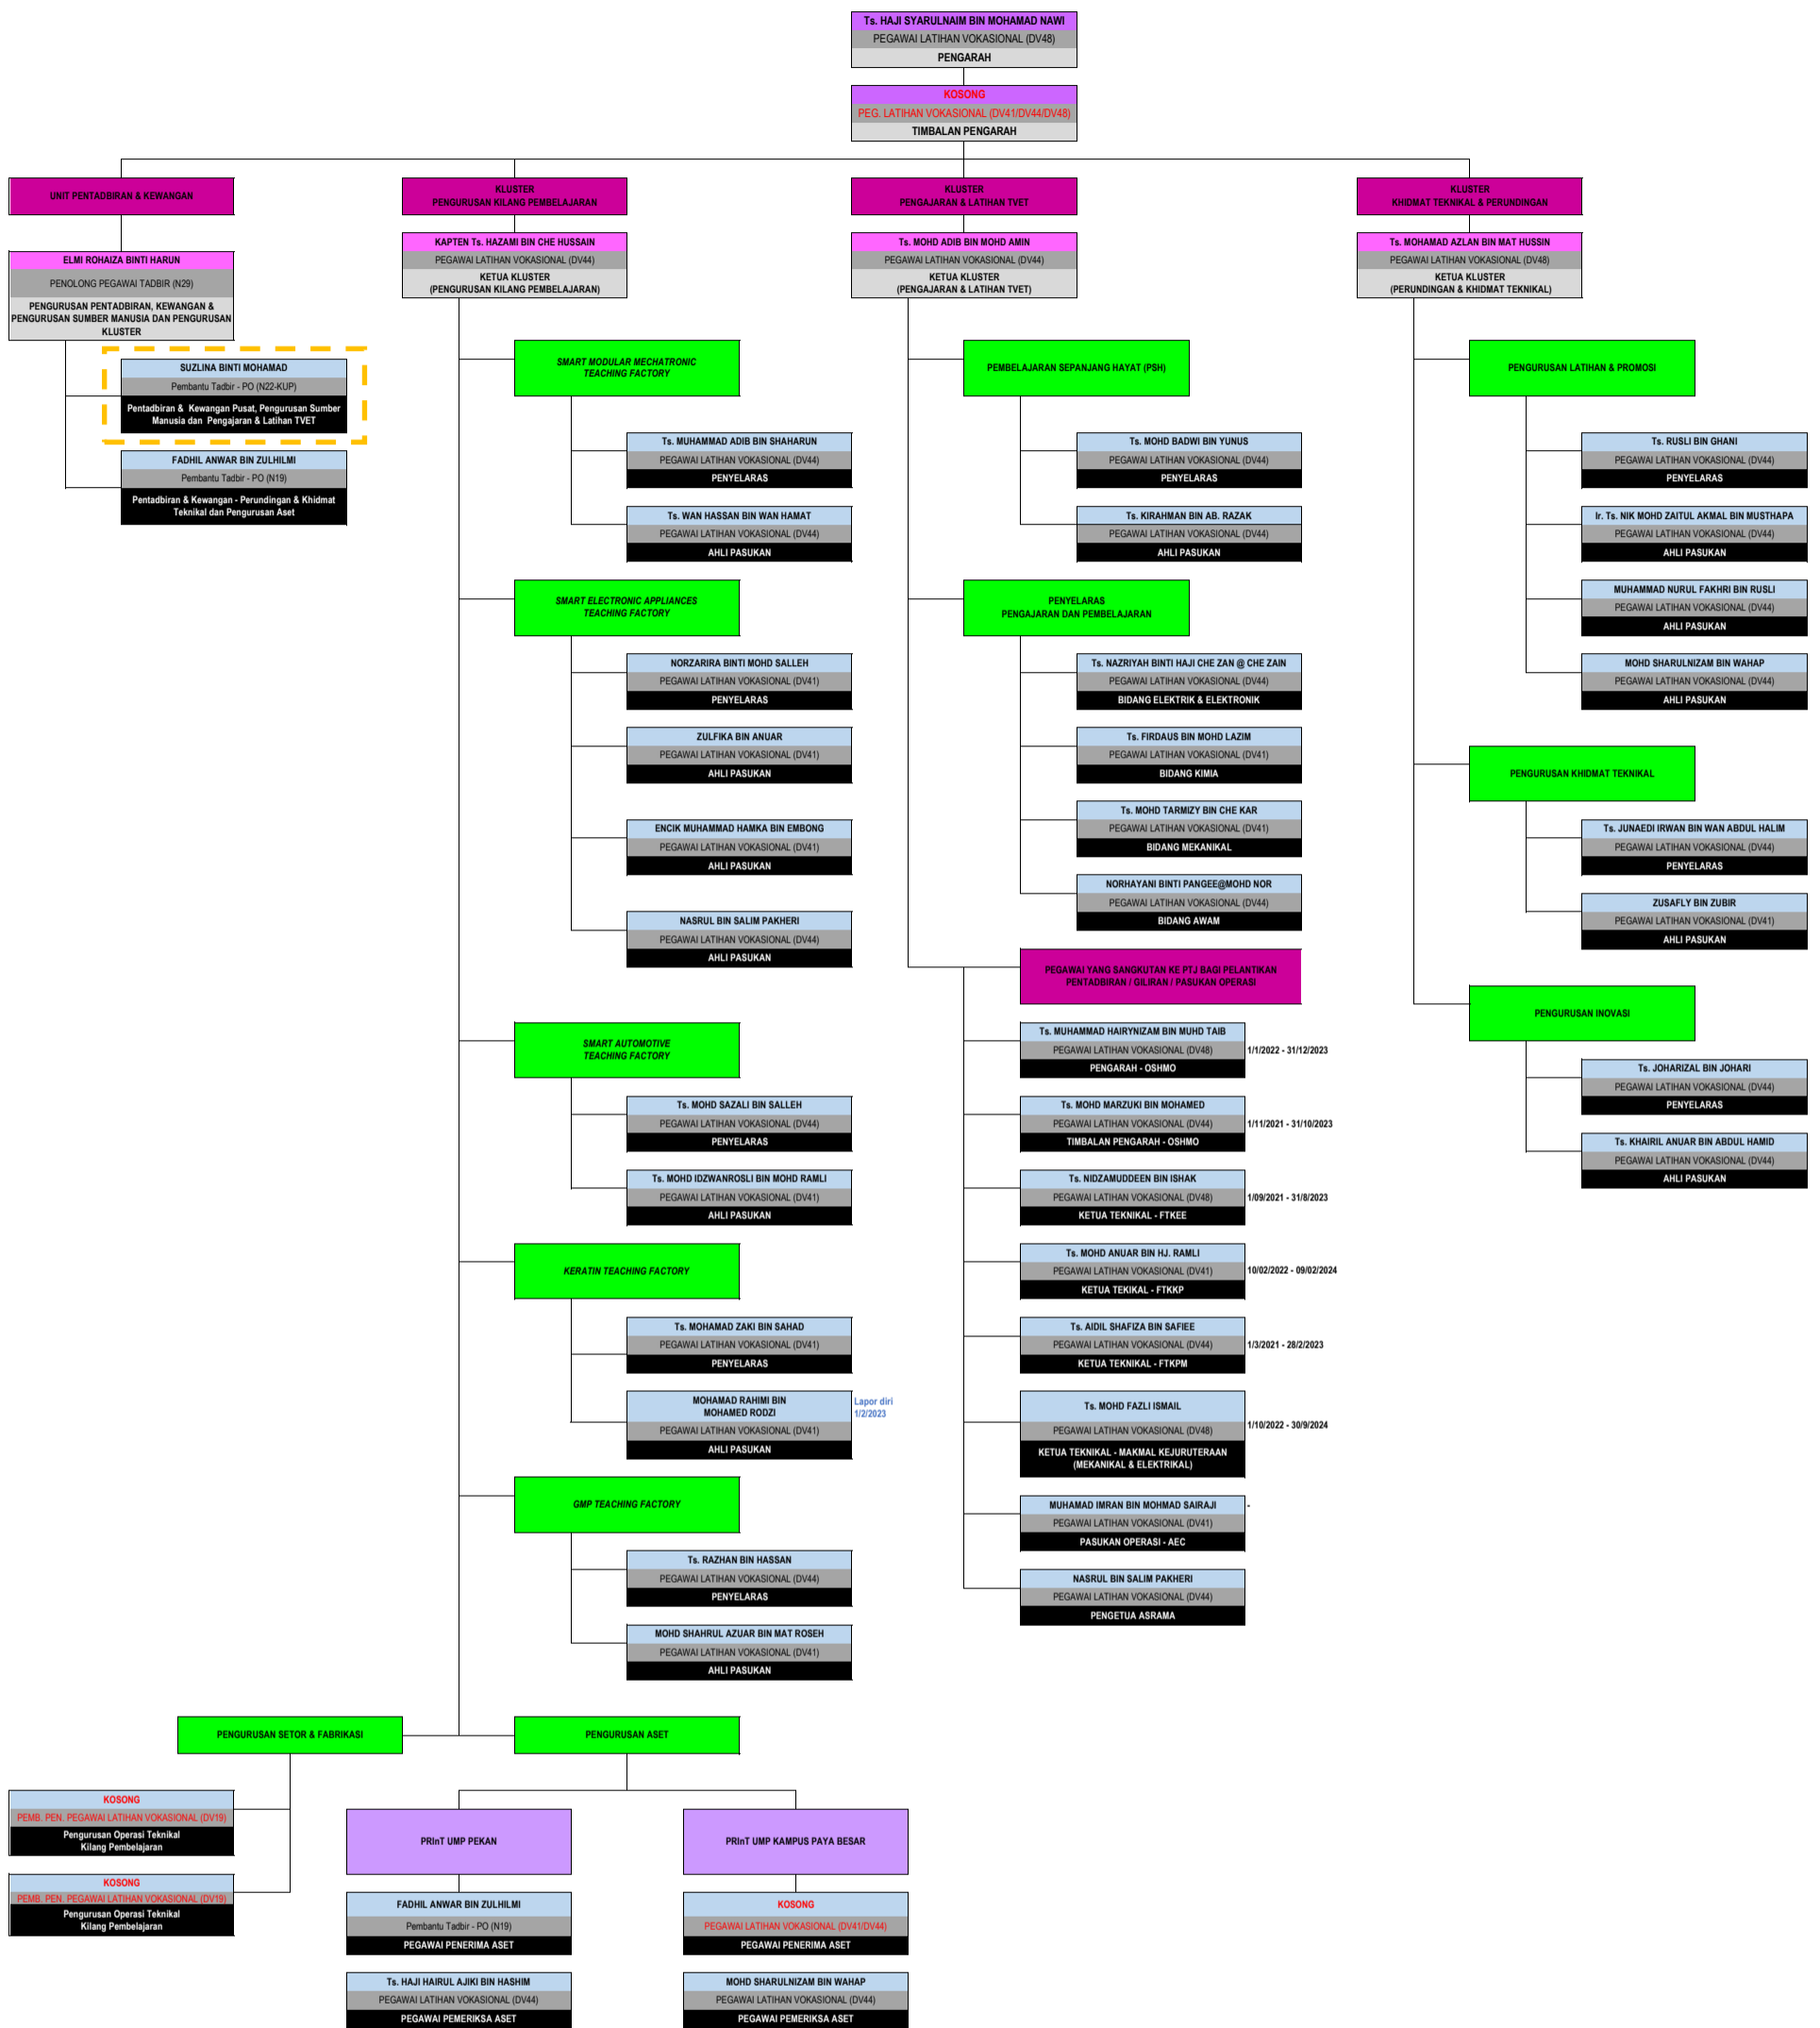 Ts. HAJI SYARULNAIM BIN MOHAMAD NAWI
PEGAWAI LATIHAN VOKASIONAL (DV48)
PENGARAH
KOSONG
PEG. LATIHAN VOKASIONAL (DV41/DV44/DV48)
TIMBALAN PENGARAH
UNIT PENTADBIRAN & KEWANGAN
ELMI ROHAIZA BINTI HARUN
PENOLONG PEGAWAI TADBIR (N29)
PENGURUSAN PENTADBIRAN, KEWANGAN &
PENGURUSAN SUMBER MANUSIA DAN PENGURUSAN
KLUSTER
SUZLINA BINTI MOHAMAD
Pembantu Tadbir - PO (N22-KUP)
Pentadbiran & Kewangan Pusat, Pengurusan Sumber
Manusia dan Pengajaran & Latihan TVET
FADHIL ANWAR BIN ZULHILMI
Pembantu Tadbir - PO (N19)
Pentadbiran & Kewangan - Perundingan & Khidmat
Teknikal dan Pengurusan Aset
KLUSTER
PENGURUSAN KILANG PEMBELAJARAN
KAPTEN Ts. HAZAMI BIN CHE HUSSAIN
PEGAWAI LATIHAN VOKASIONAL (DV44)
KETUA KLUSTER
(PENGURUSAN KILANG PEMBELAJARAN)
SMART MODULAR MECHATRONIC
TEACHING FACTORY
Ts. MUHAMMAD ADIB BIN SHAHARUN
PEGAWAI LATIHAN VOKASIONAL (DV44)
PENYELARAS
Ts. WAN HASSAN BIN WAN HAMAT
PEGAWAI LATIHAN VOKASIONAL (DV44)
AHLI PASUKAN
SMART ELECTRONIC APPLIANCES
TEACHING FACTORY
NORZARIRA BINTI MOHD SALLEH
PEGAWAI LATIHAN VOKASIONAL (DV41)
PENYELARAS
ZULFIKA BIN ANUAR
PEGAWAI LATIHAN VOKASIONAL (DV41)
AHLI PASUKAN
ENCIK MUHAMMAD HAMKA BIN EMBONG
PEGAWAI LATIHAN VOKASIONAL (DV41)
AHLI PASUKAN
NASRUL BIN SALIM PAKHERI
PEGAWAI LATIHAN VOKASIONAL (DV44)
AHLI PASUKAN
SMART AUTOMOTIVE
TEACHING FACTORY
Ts. MOHD SAZALI BIN SALLEH
PEGAWAI LATIHAN VOKASIONAL (DV44)
PENYELARAS
Ts. MOHD IDZWANROSLI BIN MOHD RAMLI
PEGAWAI LATIHAN VOKASIONAL (DV41)
AHLI PASUKAN
KERATIN TEACHING FACTORY
Ts. MOHAMAD ZAKI BIN SAHAD
PEGAWAI LATIHAN VOKASIONAL (DV41)
PENYELARAS
MOHAMAD RAHIMI BIN
MOHAMED RODZI
PEGAWAI LATIHAN VOKASIONAL (DV41)
AHLI PASUKAN
Lapor diri
1/2/2023
GMP TEACHING FACTORY
Ts. RAZHAN BIN HASSAN
PEGAWAI LATIHAN VOKASIONAL (DV44)
PENYELARAS
MOHD SHAHRUL AZUAR BIN MAT ROSEH
PEGAWAI LATIHAN VOKASIONAL (DV41)
AHLI PASUKAN
KLUSTER
PENGAJARAN & LATIHAN TVET
Ts. MOHD ADIB BIN MOHD AMIN
PEGAWAI LATIHAN VOKASIONAL (DV44)
KETUA KLUSTER
(PENGAJARAN & LATIHAN TVET)
PEMBELAJARAN SEPANJANG HAYAT (PSH)
Ts. MOHD BADWI BIN YUNUS
PEGAWAI LATIHAN VOKASIONAL (DV44)
PENYELARAS
Ts. KIRAHMAN BIN AB. RAZAK
PEGAWAI LATIHAN VOKASIONAL (DV44)
AHLI PASUKAN
PENYELARAS
PENGAJARAN DAN PEMBELAJARAN
Ts. NAZRIYAH BINTI HAJI CHE ZAN @ CHE ZAIN
PEGAWAI LATIHAN VOKASIONAL (DV44)
BIDANG ELEKTRIK & ELEKTRONIK
Ts. FIRDAUS BIN MOHD LAZIM
PEGAWAI LATIHAN VOKASIONAL (DV41)
BIDANG KIMIA
Ts. MOHD TARMIZY BIN CHE KAR
PEGAWAI LATIHAN VOKASIONAL (DV41)
BIDANG MEKANIKAL
NORHAYANI BINTI PANGEE@MOHD NOR
PEGAWAI LATIHAN VOKASIONAL (DV44)
BIDANG AWAM
PEGAWAI YANG SANGKUTAN KE PTJ BAGI PELANTIKAN
PENTADBIRAN / GILIRAN / PASUKAN OPERASI
Ts. MUHAMMAD HAIRYNIZAM BIN MUHD TAIB
PEGAWAI LATIHAN VOKASIONAL (DV48)
PENGARAH - OSHMO
1/1/2022 - 31/12/2023
Ts. MOHD MARZUKI BIN MOHAMED
PEGAWAI LATIHAN VOKASIONAL (DV44)
TIMBALAN PENGARAH - OSHMO
1/11/2021 - 31/10/2023
Ts. NIDZAMUDDEEN BIN ISHAK
PEGAWAI LATIHAN VOKASIONAL (DV48)
KETUA TEKNIKAL - FTKEE
1/09/2021 - 31/8/2023
Ts. MOHD ANUAR BIN HJ. RAMLI
PEGAWAI LATIHAN VOKASIONAL (DV41)
KETUA TEKIKAL - FTKKP
10/02/2022 - 09/02/2024
Ts. AIDIL SHAFIZA BIN SAFIEE
PEGAWAI LATIHAN VOKASIONAL (DV44)
KETUA TEKNIKAL - FTKPM
1/3/2021 - 28/2/2023
Ts. MOHD FAZLI ISMAIL
PEGAWAI LATIHAN VOKASIONAL (DV48)
KETUA TEKNIKAL - MAKMAL KEJURUTERAAN
(MEKANIKAL & ELEKTRIKAL)
1/10/2022 - 30/9/2024
MUHAMAD IMRAN BIN MOHMAD SAIRAJI
-
PEGAWAI LATIHAN VOKASIONAL (DV41)
PASUKAN OPERASI - AEC
NASRUL BIN SALIM PAKHERI
PEGAWAI LATIHAN VOKASIONAL (DV44)
PENGETUA ASRAMA
KLUSTER
KHIDMAT TEKNIKAL & PERUNDINGAN
Ts. MOHAMAD AZLAN BIN MAT HUSSIN
PEGAWAI LATIHAN VOKASIONAL (DV48)
KETUA KLUSTER
(PERUNDINGAN & KHIDMAT TEKNIKAL)
PENGURUSAN LATIHAN & PROMOSI
Ts. RUSLI BIN GHANI
PEGAWAI LATIHAN VOKASIONAL (DV44)
PENYELARAS
Ir. Ts. NIK MOHD ZAITUL AKMAL BIN MUSTHAPA
PEGAWAI LATIHAN VOKASIONAL (DV44)
AHLI PASUKAN
MUHAMMAD NURUL FAKHRI BIN RUSLI
PEGAWAI LATIHAN VOKASIONAL (DV44)
AHLI PASUKAN
MOHD SHARULNIZAM BIN WAHAP
PEGAWAI LATIHAN VOKASIONAL (DV44)
AHLI PASUKAN
PENGURUSAN KHIDMAT TEKNIKAL
Ts. JUNAEDI IRWAN BIN WAN ABDUL HALIM
PEGAWAI LATIHAN VOKASIONAL (DV44)
PENYELARAS
ZUSAFLY BIN ZUBIR
PEGAWAI LATIHAN VOKASIONAL (DV41)
AHLI PASUKAN
PENGURUSAN INOVASI
Ts. JOHARIZAL BIN JOHARI
PEGAWAI LATIHAN VOKASIONAL (DV44)
PENYELARAS
Ts. KHAIRIL ANUAR BIN ABDUL HAMID
PEGAWAI LATIHAN VOKASIONAL (DV44)
AHLI PASUKAN
PENGURUSAN SETOR & FABRIKASI
KOSONG
PEMB. PEN. PEGAWAI LATIHAN VOKASIONAL (DV19)
Pengurusan Operasi Teknikal
Kilang Pembelajaran
KOSONG
PEMB. PEN. PEGAWAI LATIHAN VOKASIONAL (DV19)
Pengurusan Operasi Teknikal
Kilang Pembelajaran
PENGURUSAN ASET
PRInT UMP PEKAN
FADHIL ANWAR BIN ZULHILMI
Pembantu Tadbir - PO (N19)
PEGAWAI PENERIMA ASET
Ts. HAJI HAIRUL AJIKI BIN HASHIM
PEGAWAI LATIHAN VOKASIONAL (DV44)
PEGAWAI PEMERIKSA ASET
PRInT UMP KAMPUS PAYA BESAR
KOSONG
PEGAWAI LATIHAN VOKASIONAL (DV41/DV44)
PEGAWAI PENERIMA ASET
MOHD SHARULNIZAM BIN WAHAP
PEGAWAI LATIHAN VOKASIONAL (DV44)
PEGAWAI PEMERIKSA ASET